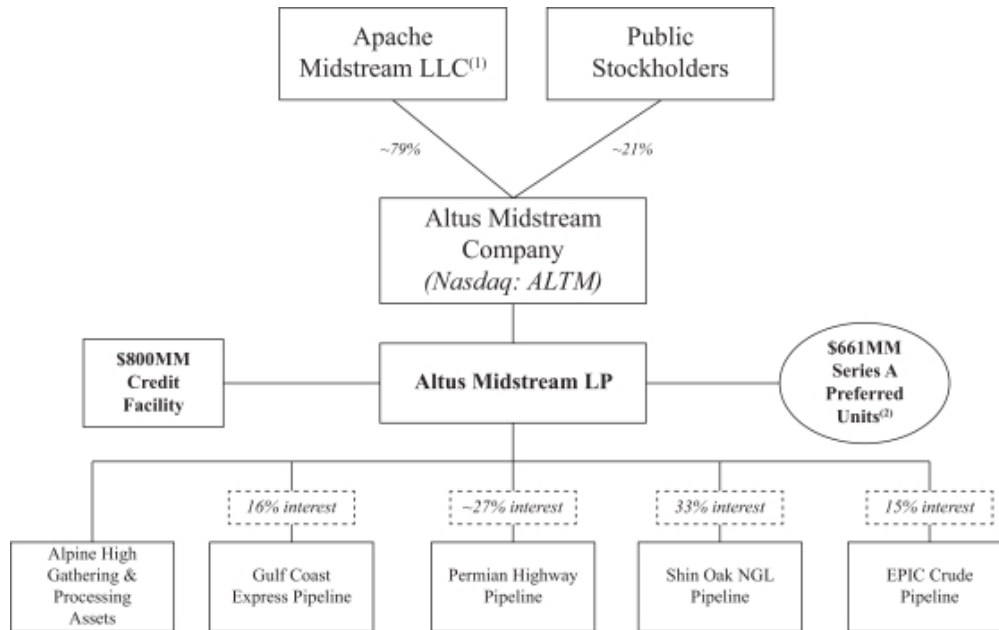 Apache
Midstream LLC(1)
Public
Stockholders
~79%
~21%
Altus Midstream
Company
(Nasdaq: ALTM)
$800MM
Credit
Facility
Altus Midstream LP
$661MM
Series A
Preferred
Units(2)
16% interest
~27% interest
33% interest
15% interest
Alpine High
Gathering &
Processing
Assets
Gulf Coast
Express Pipeline
Permian Highway
Pipeline
Shin Oak NGL
Pipeline
EPIC Crude
Pipeline